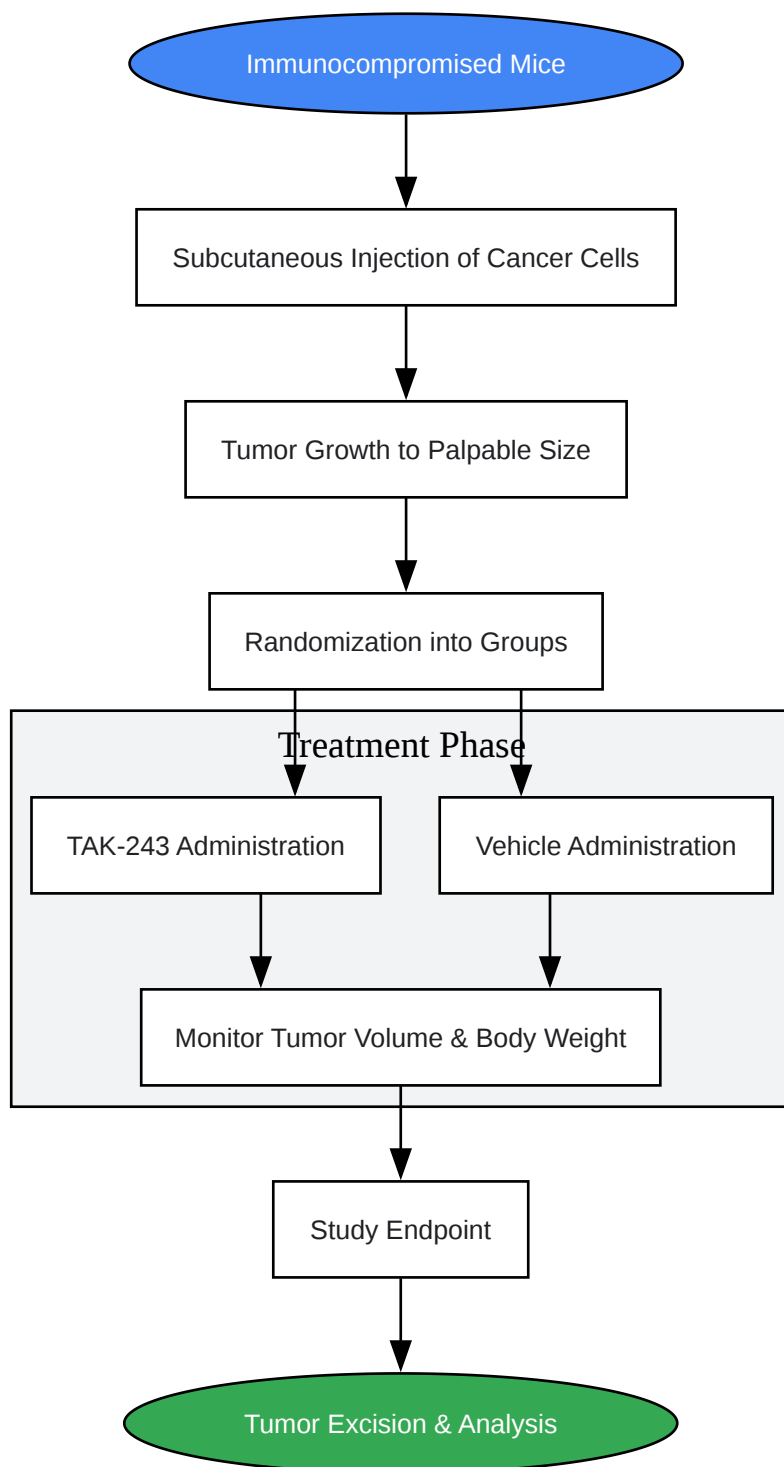 Immunocompromised Mice
Subcutaneous Injection of Cancer Cells
Tumor Growth to Palpable Size
Randomization into Groups
Treatment Phase
TAK-243 Administration
Vehicle Administration
Monitor Tumor Volume & Body Weight
Study Endpoint
Tumor Excision & Analysis